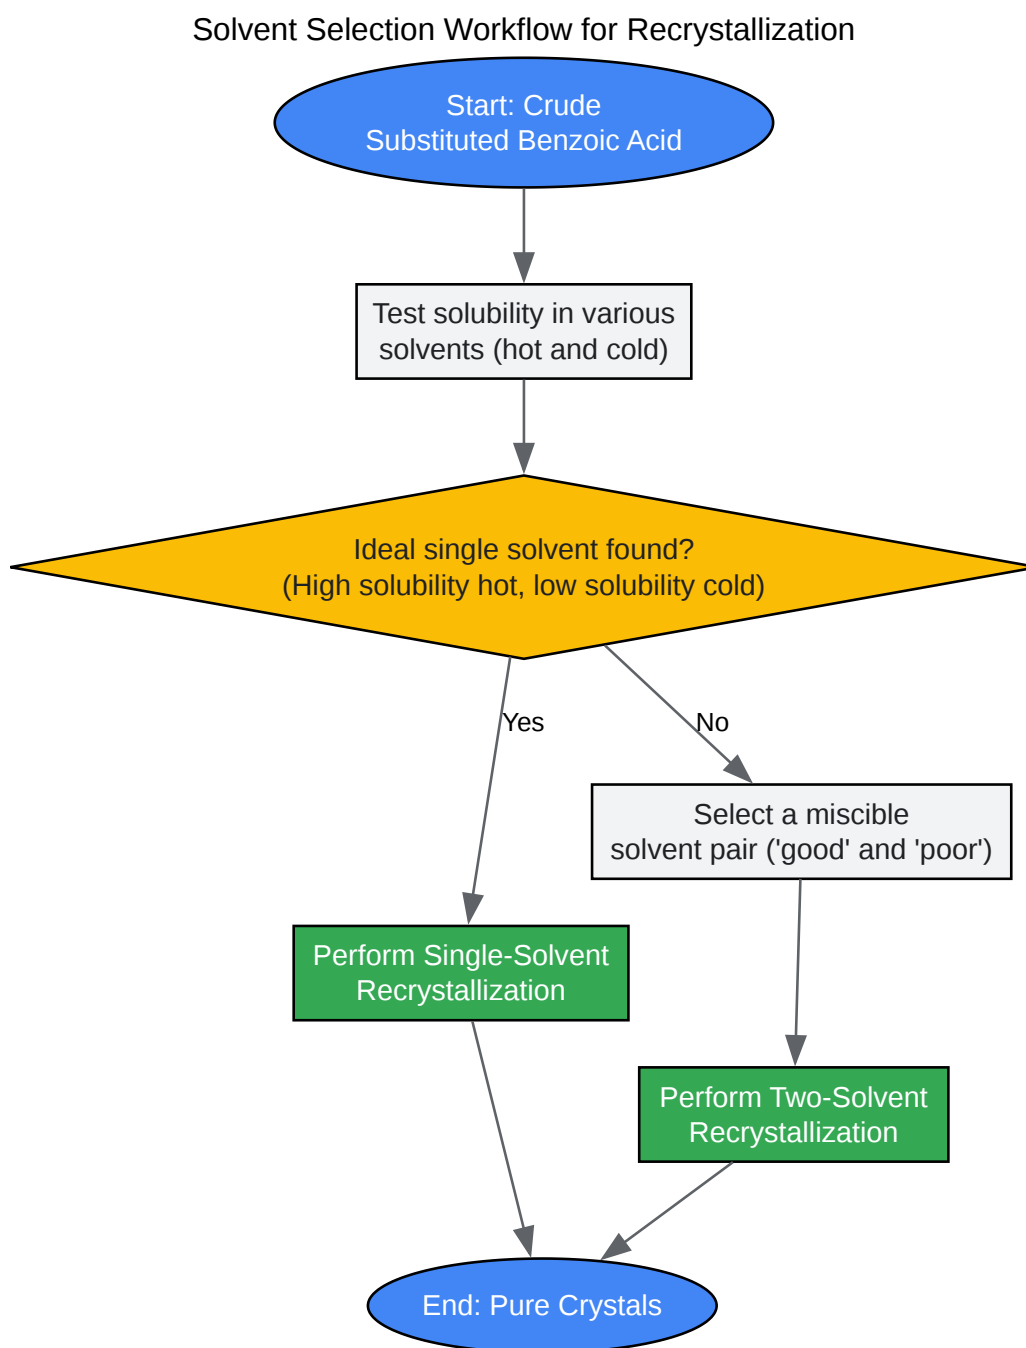 Solvent Selection Workflow for Recrystallization
Start: Crude
Substituted Benzoic Acid
Test solubility in various
solvents (hot and cold)
Ideal single solvent found?
(High solubility hot, low solubility cold)
Yes
No
Select a miscible
solvent pair ('good' and 'poor')
Perform Single-Solvent
Recrystallization
Perform Two-Solvent
Recrystallization
End: Pure Crystals